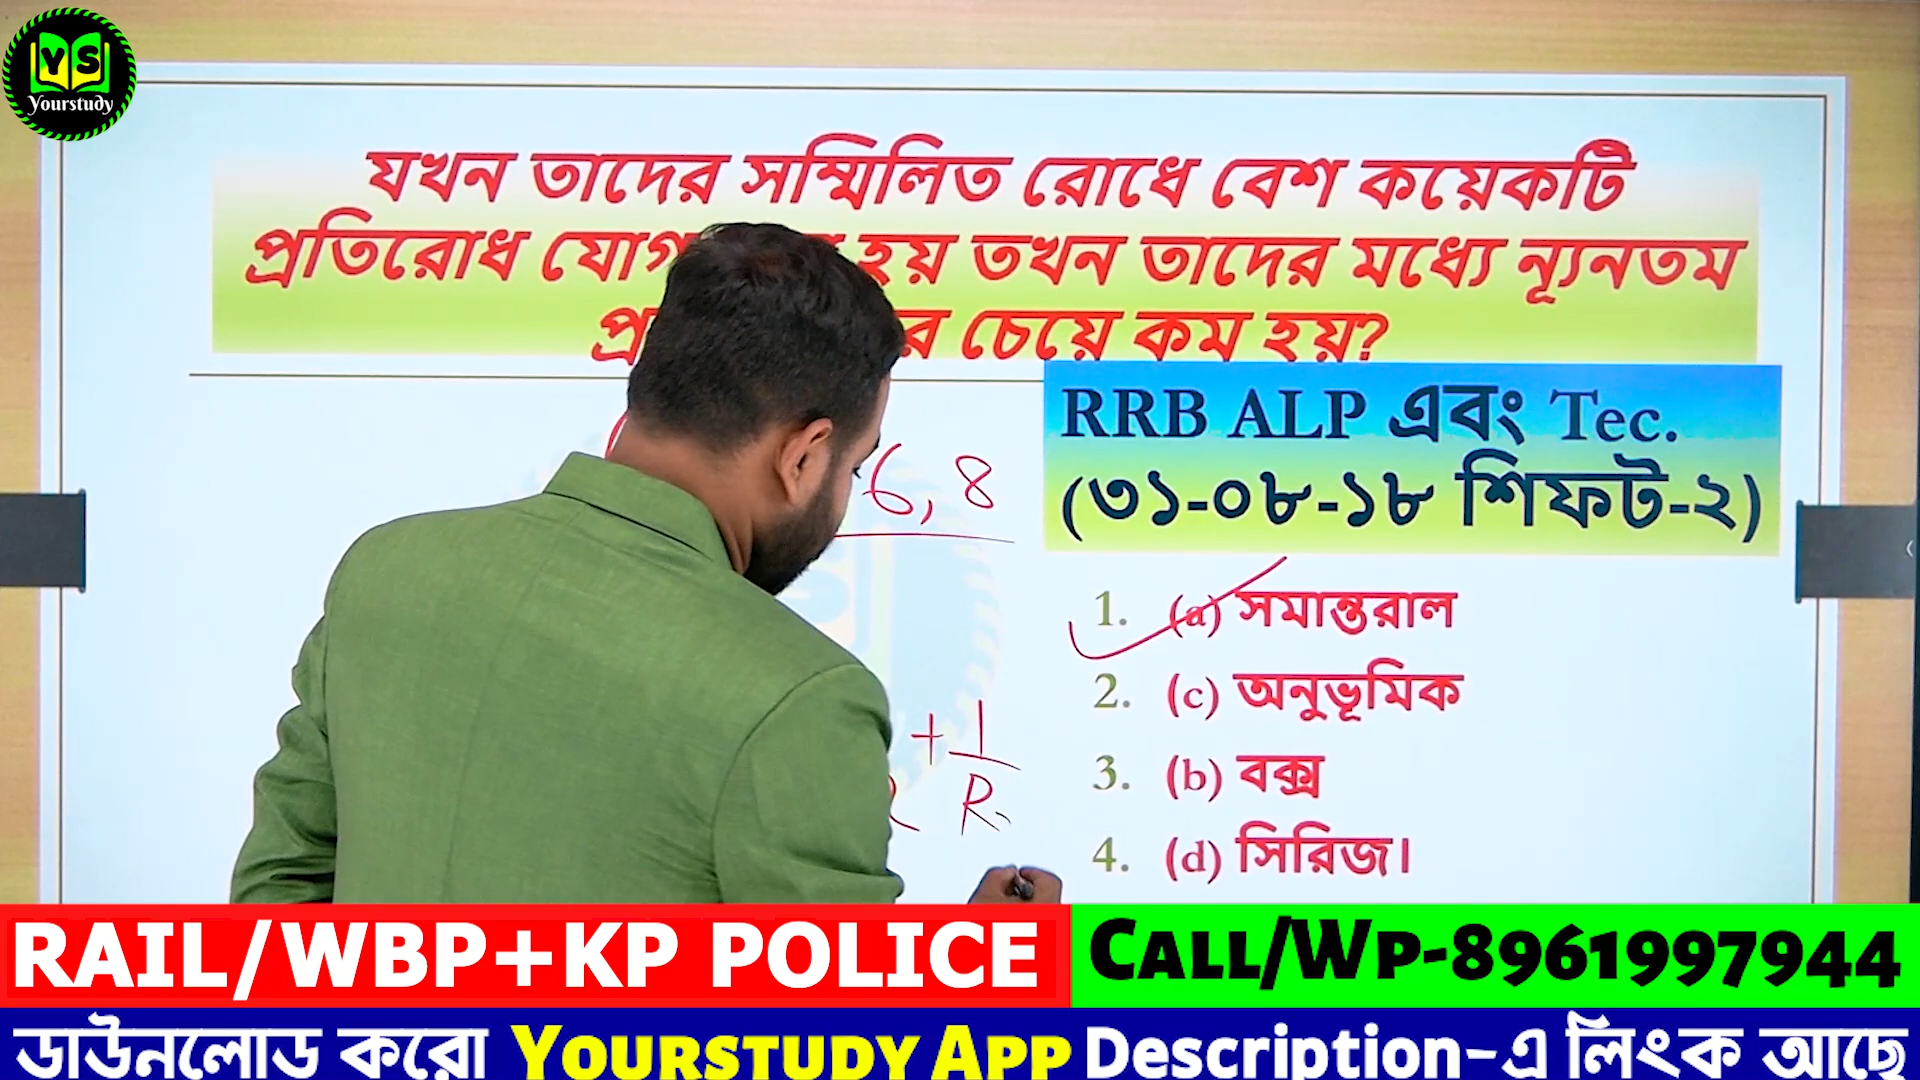 YS
Yourstudy
যখন তাদের সম্মিলিত রোধে বেশ কয়েকটি
প্রতিরোধ হয় তখন তাদের মধ্যে ন্যূনতম
চেয়ে কম হয়?
RRB ALP এবং Tec.
(৩১-০৮-১৮ শিফট-২)
6, 8
1. (a) সমান্তরাল
2. (c) অনুভূমিক
+ 1
R
3. (b) বক্স
4. (d) সিরিজ।
RAIL/WBP+KP POLICE
CALL/WP-8961997944
ডাউনলোড করো YOURSTUDY APP Description-এ লিংক আছে